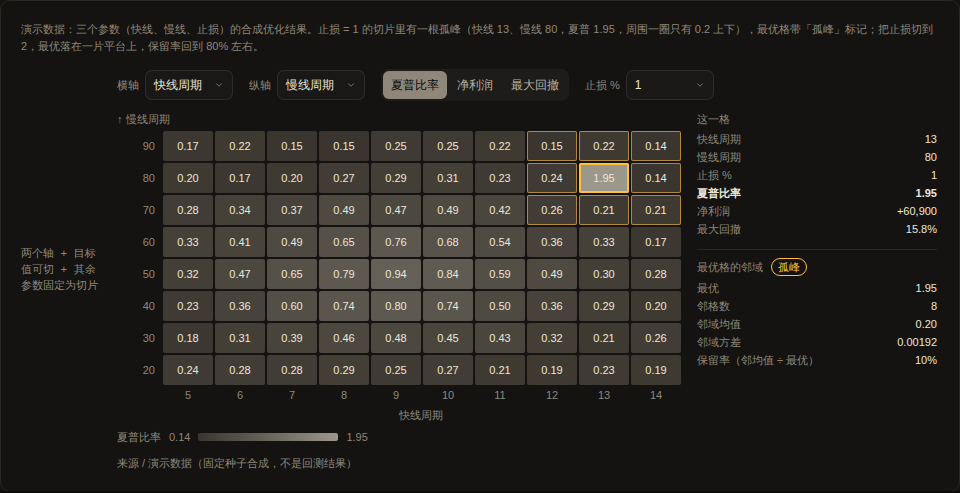 演示数据：三个参数（快线、慢线、止损）的合成优化结果。止损 = 1 的切片里有一根孤峰（快线 13、慢线 80，夏普 1.95，周围一圈只有 0.2 上下），最优格带「孤峰」标记；把止损切到
2，最优落在一片平台上，保留率回到 80% 左右。
横轴 快线周期 纵轴 慢线周期 夏普比率 净利润 最大回撤 止损 % 1
↑ 慢线周期
90 0.17 0.22 0.15 0.15 0.25 0.25 0.22 0.15 0.22 0.14
80 0.20 0.17 0.20 0.27 0.29 0.31 0.23 0.24 1.95 0.14
70 0.28 0.34 0.37 0.49 0.47 0.49 0.42 0.26 0.21 0.21
60 0.33 0.41 0.49 0.65 0.76 0.68 0.54 0.36 0.33 0.17
50 0.32 0.47 0.65 0.79 0.94 0.84 0.59 0.49 0.30 0.28
40 0.23 0.36 0.60 0.74 0.80 0.74 0.50 0.36 0.29 0.20
30 0.18 0.31 0.39 0.46 0.48 0.45 0.43 0.32 0.21 0.26
20 0.24 0.28 0.28 0.29 0.25 0.27 0.21 0.19 0.23 0.19
5 6 7 8 9 10 11 12 13 14
快线周期
两个轴 + 目标
值可切 + 其余
参数固定为切片
夏普比率 0.14 1.95
来源 / 演示数据（固定种子合成，不是回测结果）
这一格
快线周期 13
慢线周期 80
止损 % 1
夏普比率 1.95
净利润 +60,900
最大回撤 15.8%
最优格的邻域 孤峰
最优 1.95
邻格数 8
邻域均值 0.20
邻域方差 0.00192
保留率（邻均值 ÷ 最优） 10%